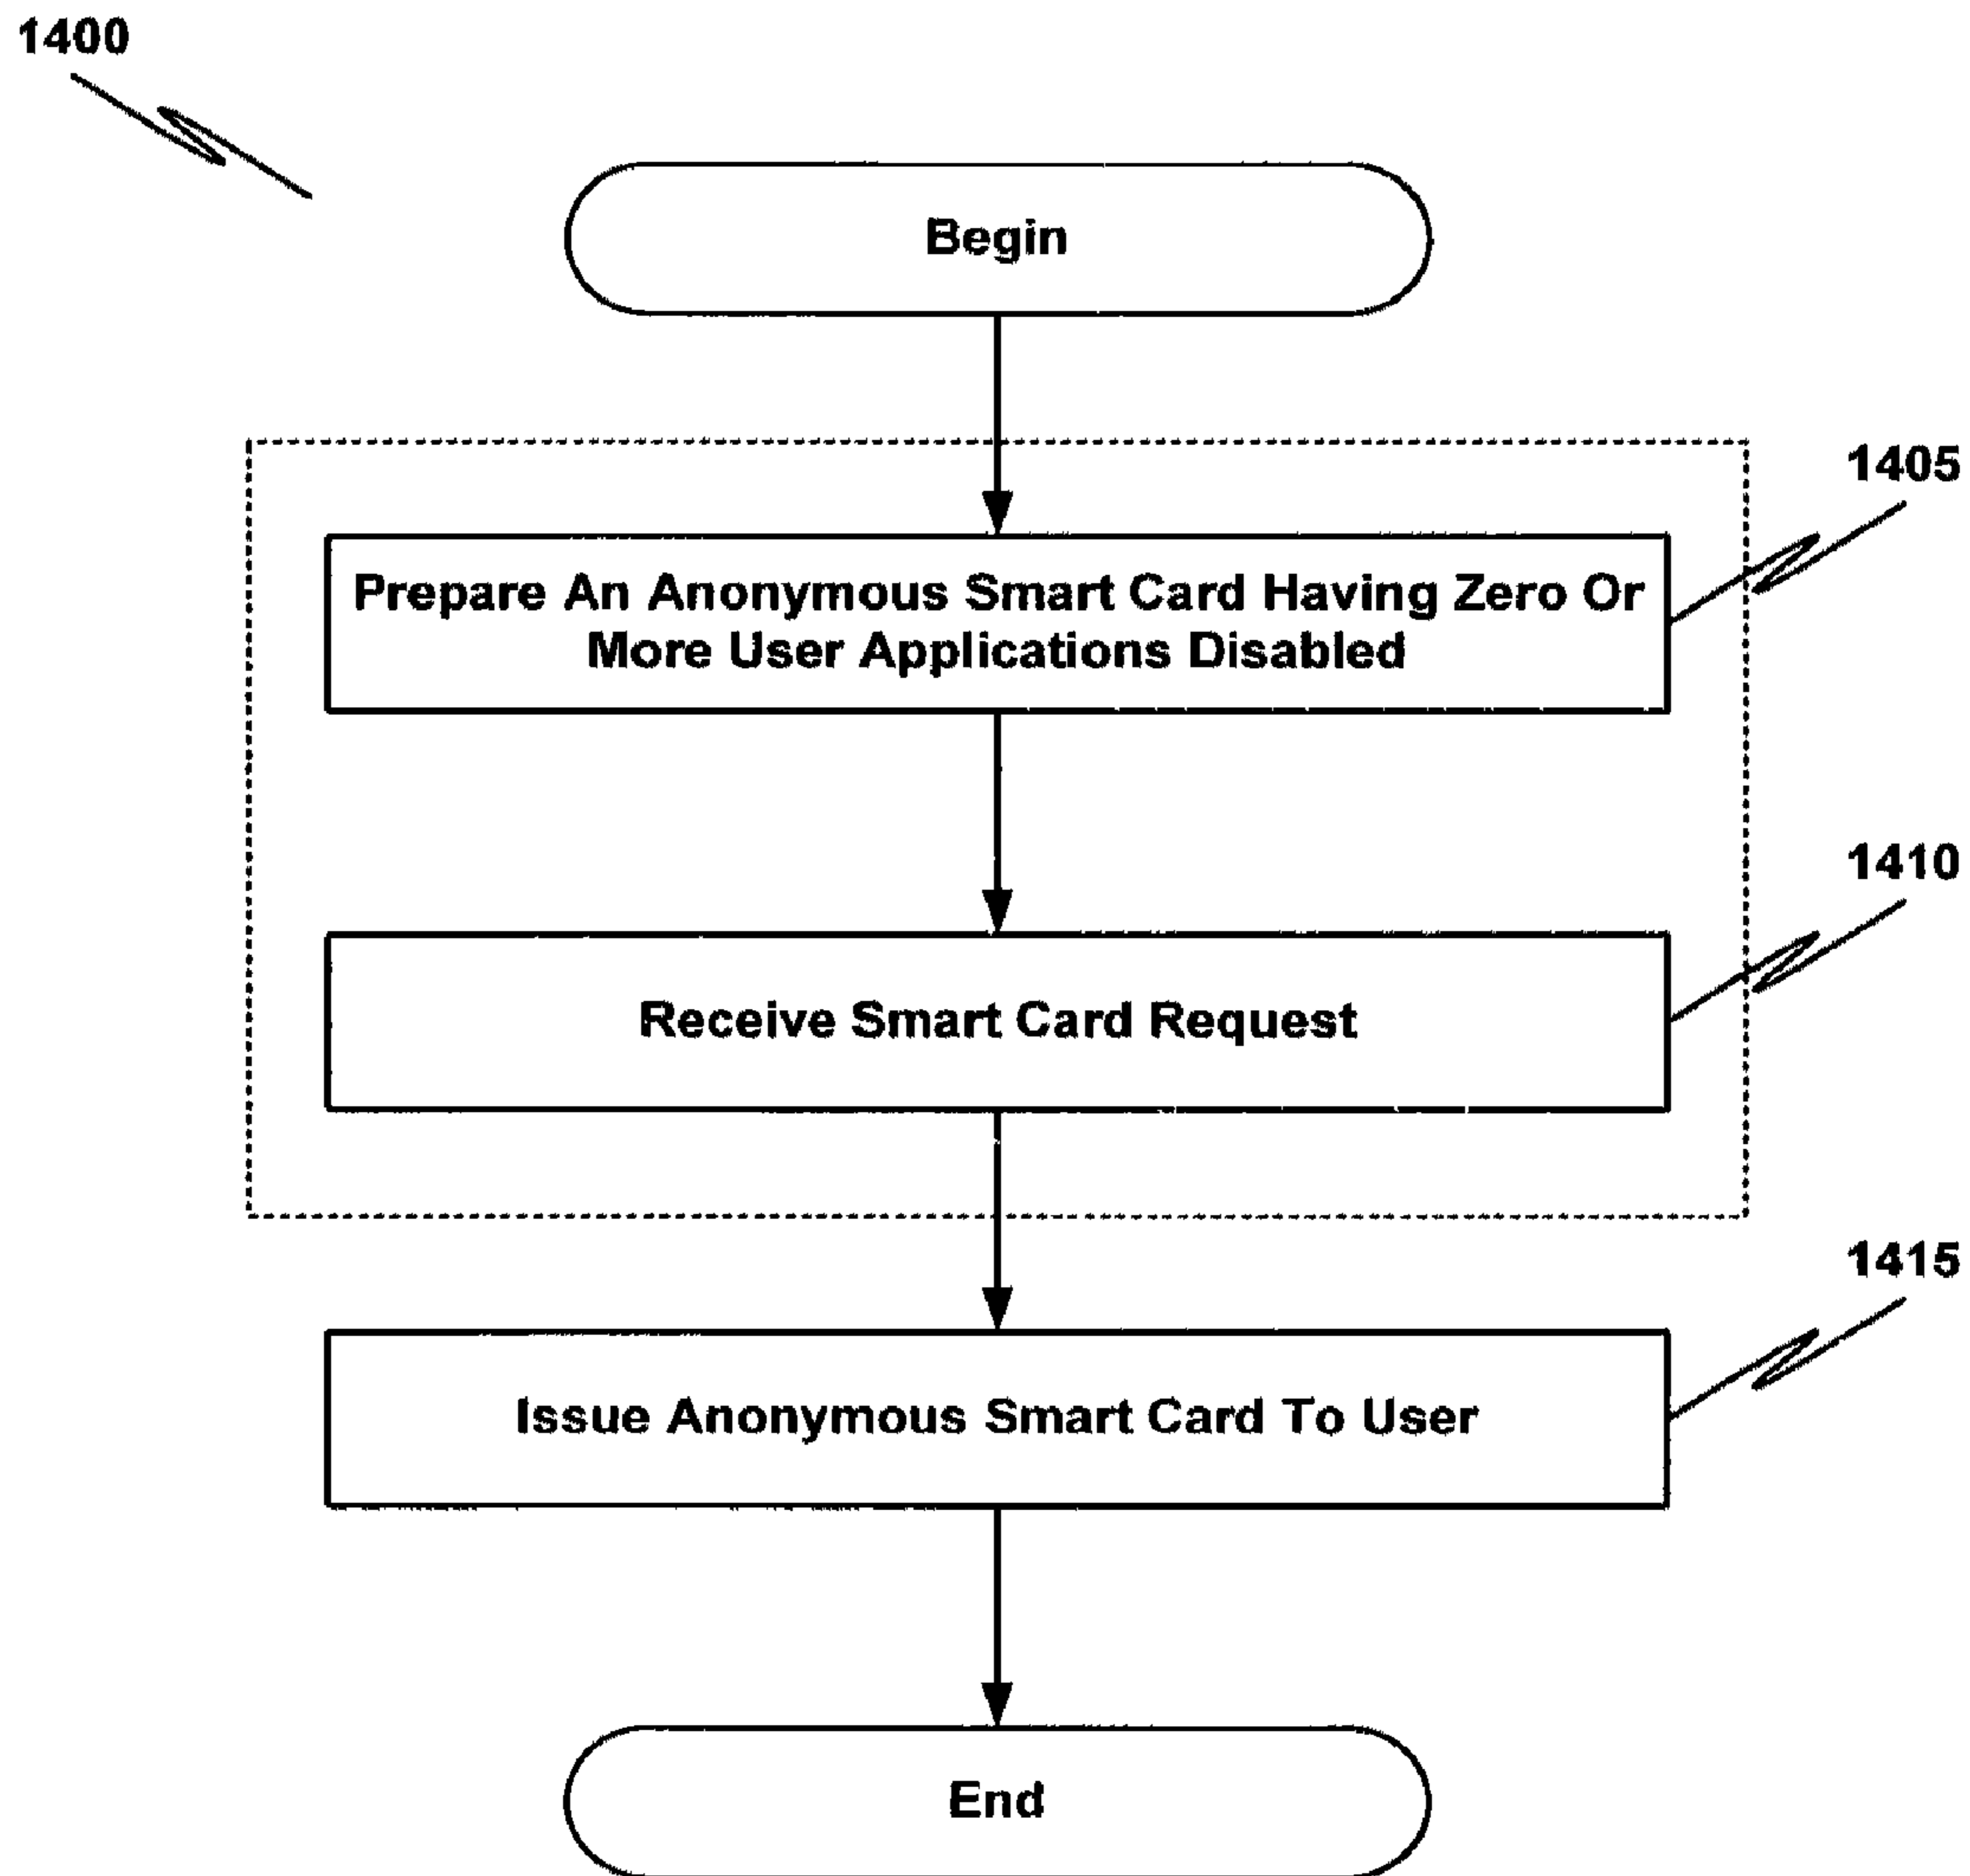 1400
Begin
1405
Prepare An Anonymous Smart Card Having Zero Or
More User Applications Disabled
1410
Receive Smart Card Request
1415
Issue Anonymous Smart Card To User
End